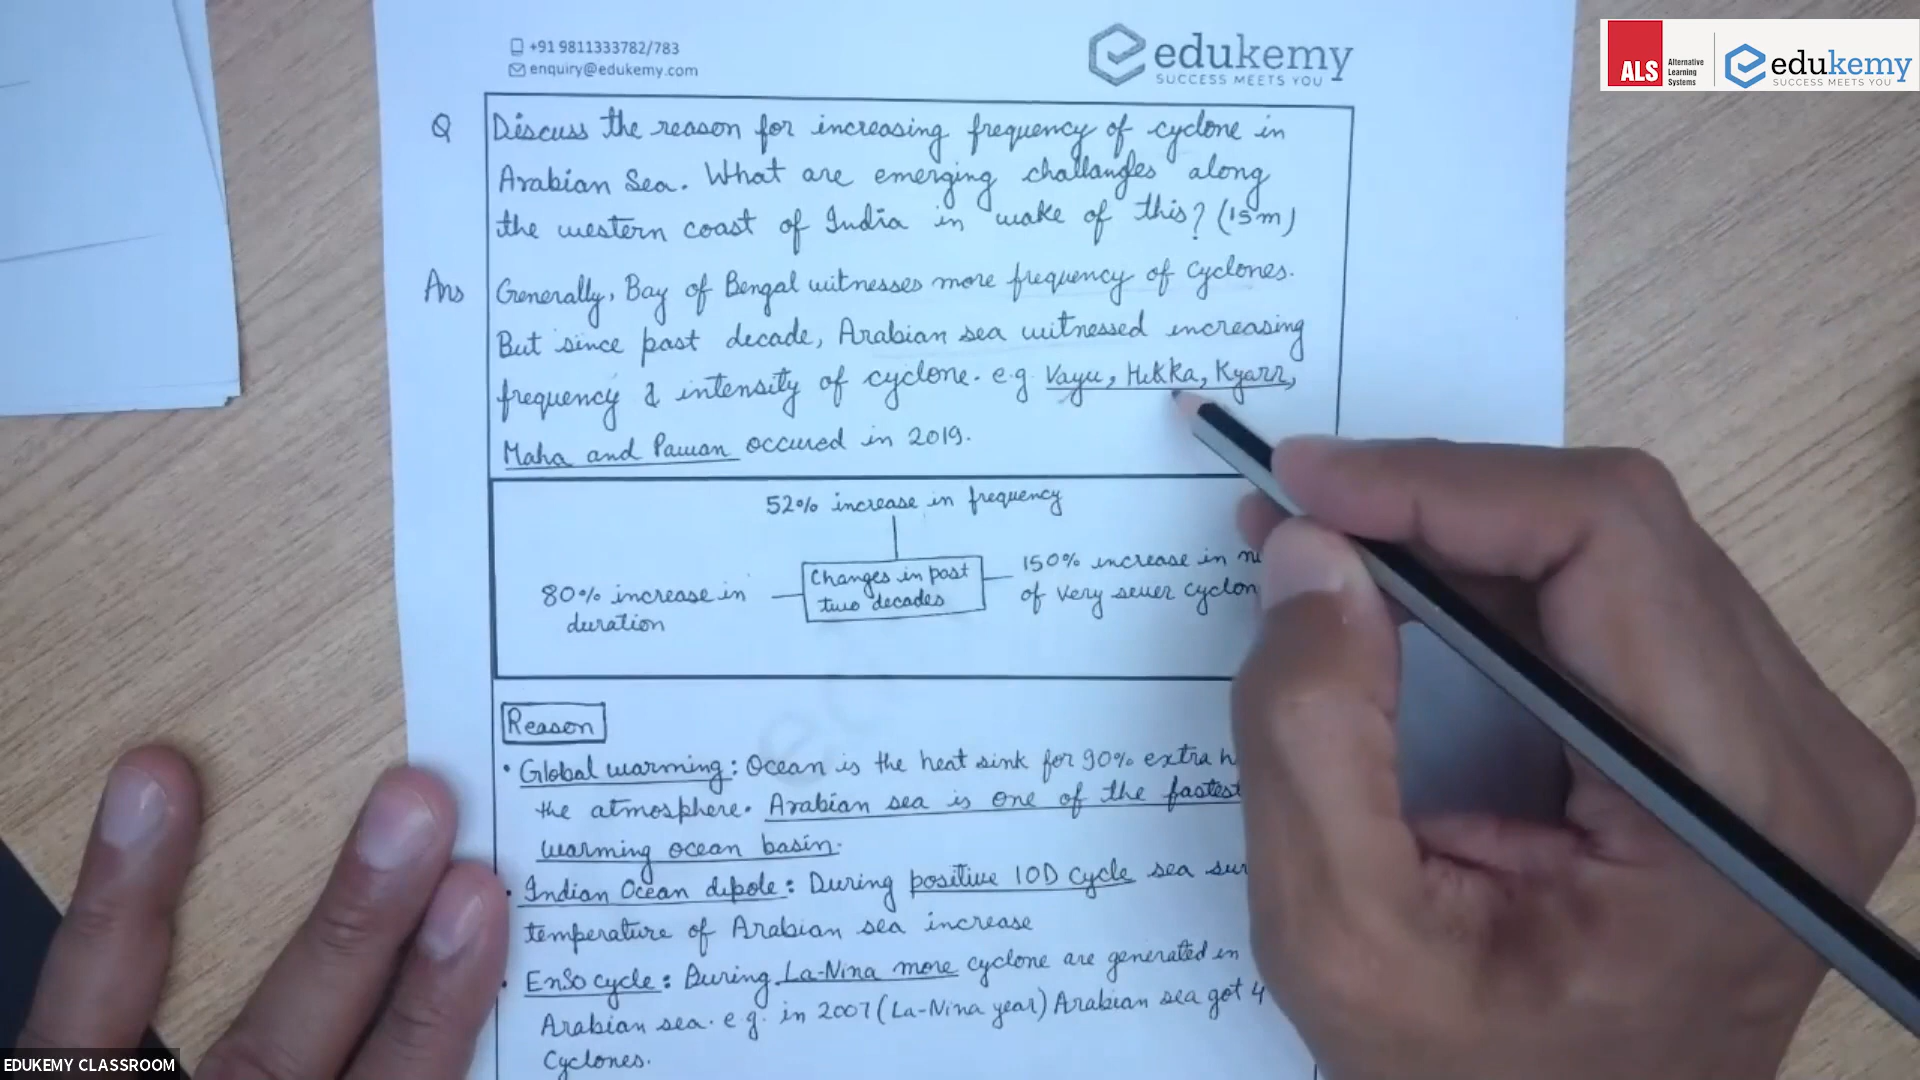 +91 9811333782/783
enquiry@edukemy.com
edukemy
SUCCESS MEETS YOU
ALS
Alternative
Learning
Systems
edukemy
SUCCESS MEETS YOU
Q Discuss the reason for increasing frequency of cyclone in
Arabian Sea. What are emerging challanges along
the western coast of India in wake of this? (15m)
Ans Generally, Bay of Bengal witnesses more frequency of cyclones.
But since past decade, Arabian sea witnessed increasing
frequency & intensity of cyclone. e.g. Vayu, Hikka, Kyarr,
Maha and Pawan occured in 2019.
52% increase in frequency
80% increase in
duration
Changes in past
two decades
150% increase in
of very sever
Reason
• Global warming: Ocean is the heat sink for 90% extra
the atmosphere. Arabian sea is one of the fastest
warming ocean basin.
• Indian Ocean dipole: During positive IOD cycle sea
temperature of Arabian sea increase
• Enso cycle: During La-Nina more cyclone are generated in
Arabian sea. e.g. in 2007 (La-Nina year) Arabian sea got 4
Cyclones.
EDUKEMY CLASSROOM